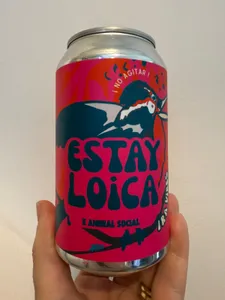 ¡ NO AGITAR !
ESTAY
LOICA
X ANIMAL SOCIAL